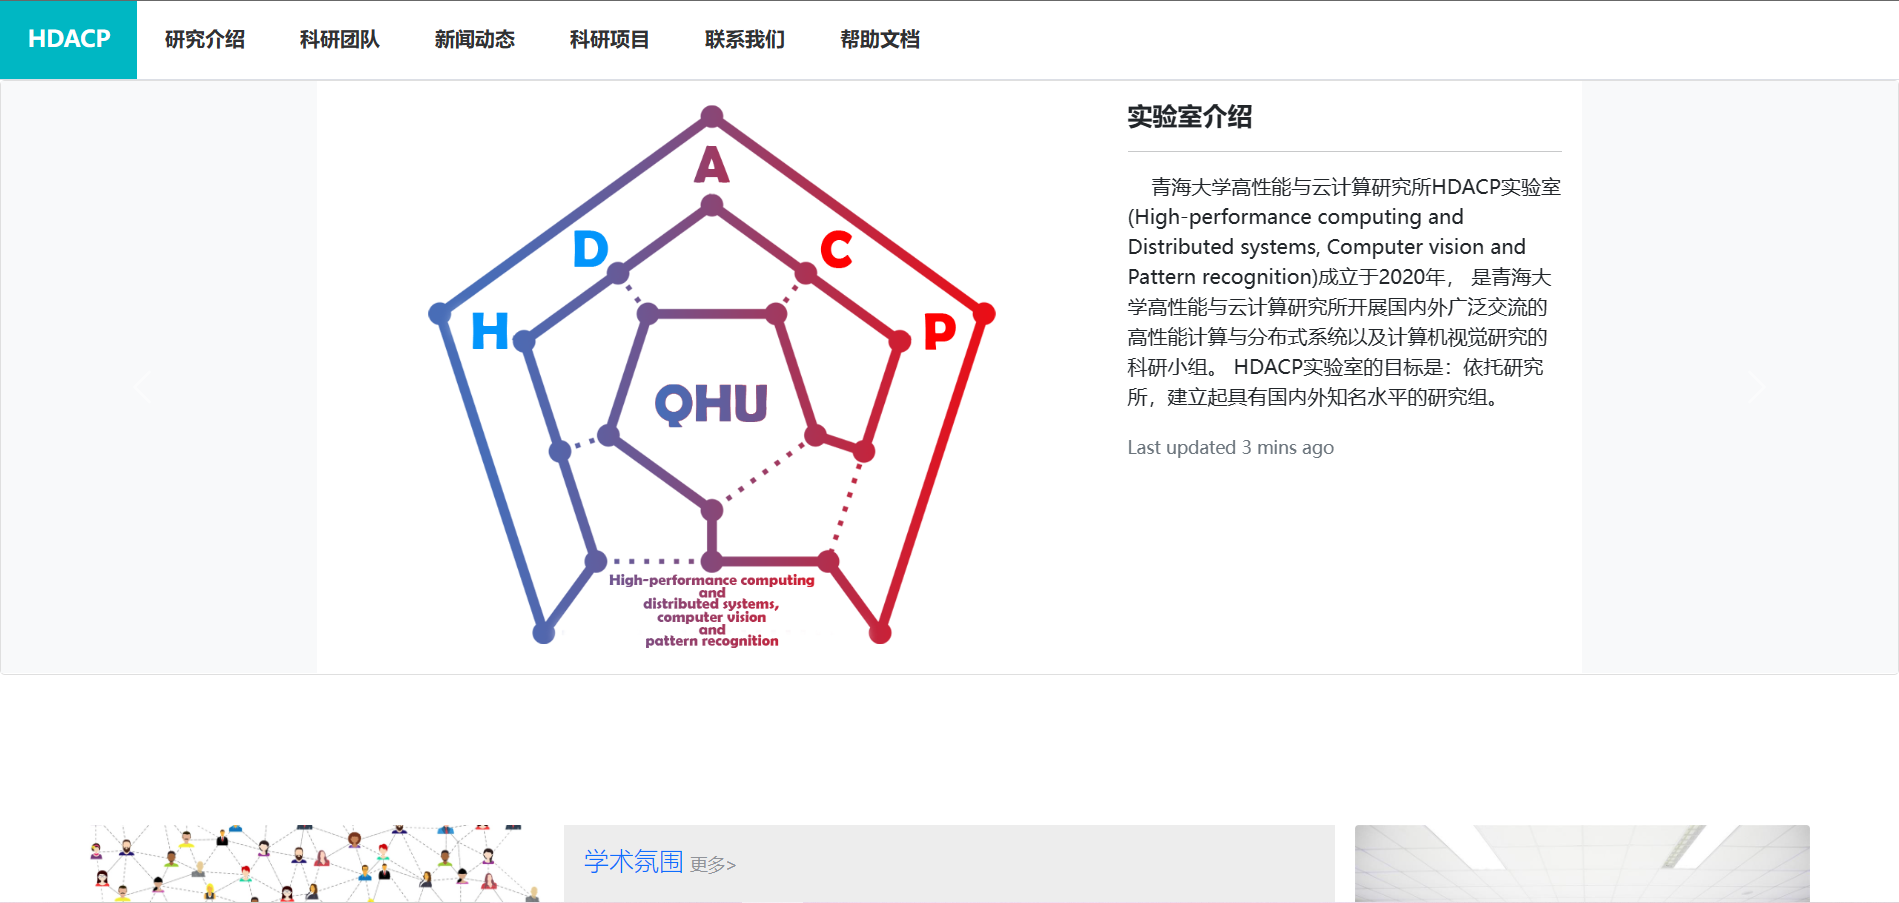 HDACP 研究介绍 科研团队 新闻动态 科研项目 联系我们 帮助文档
A
D
C
H
P
QHU
High-performance computing
and
distributed systems,
computer vision
and
pattern recognition
实验室介绍
青海大学高性能与云计算研究所HDACP实验室
(High-performance computing and
Distributed systems, Computer vision and
Pattern recognition)成立于2020年， 是青海大
学高性能与云计算研究所开展国内外广泛交流的
高性能计算与分布式系统以及计算机视觉研究的
科研小组。 HDACP实验室的目标是：依托研究
所，建立起具有国内外知名水平的研究组。
Last updated 3 mins ago
学术氛围 更多>